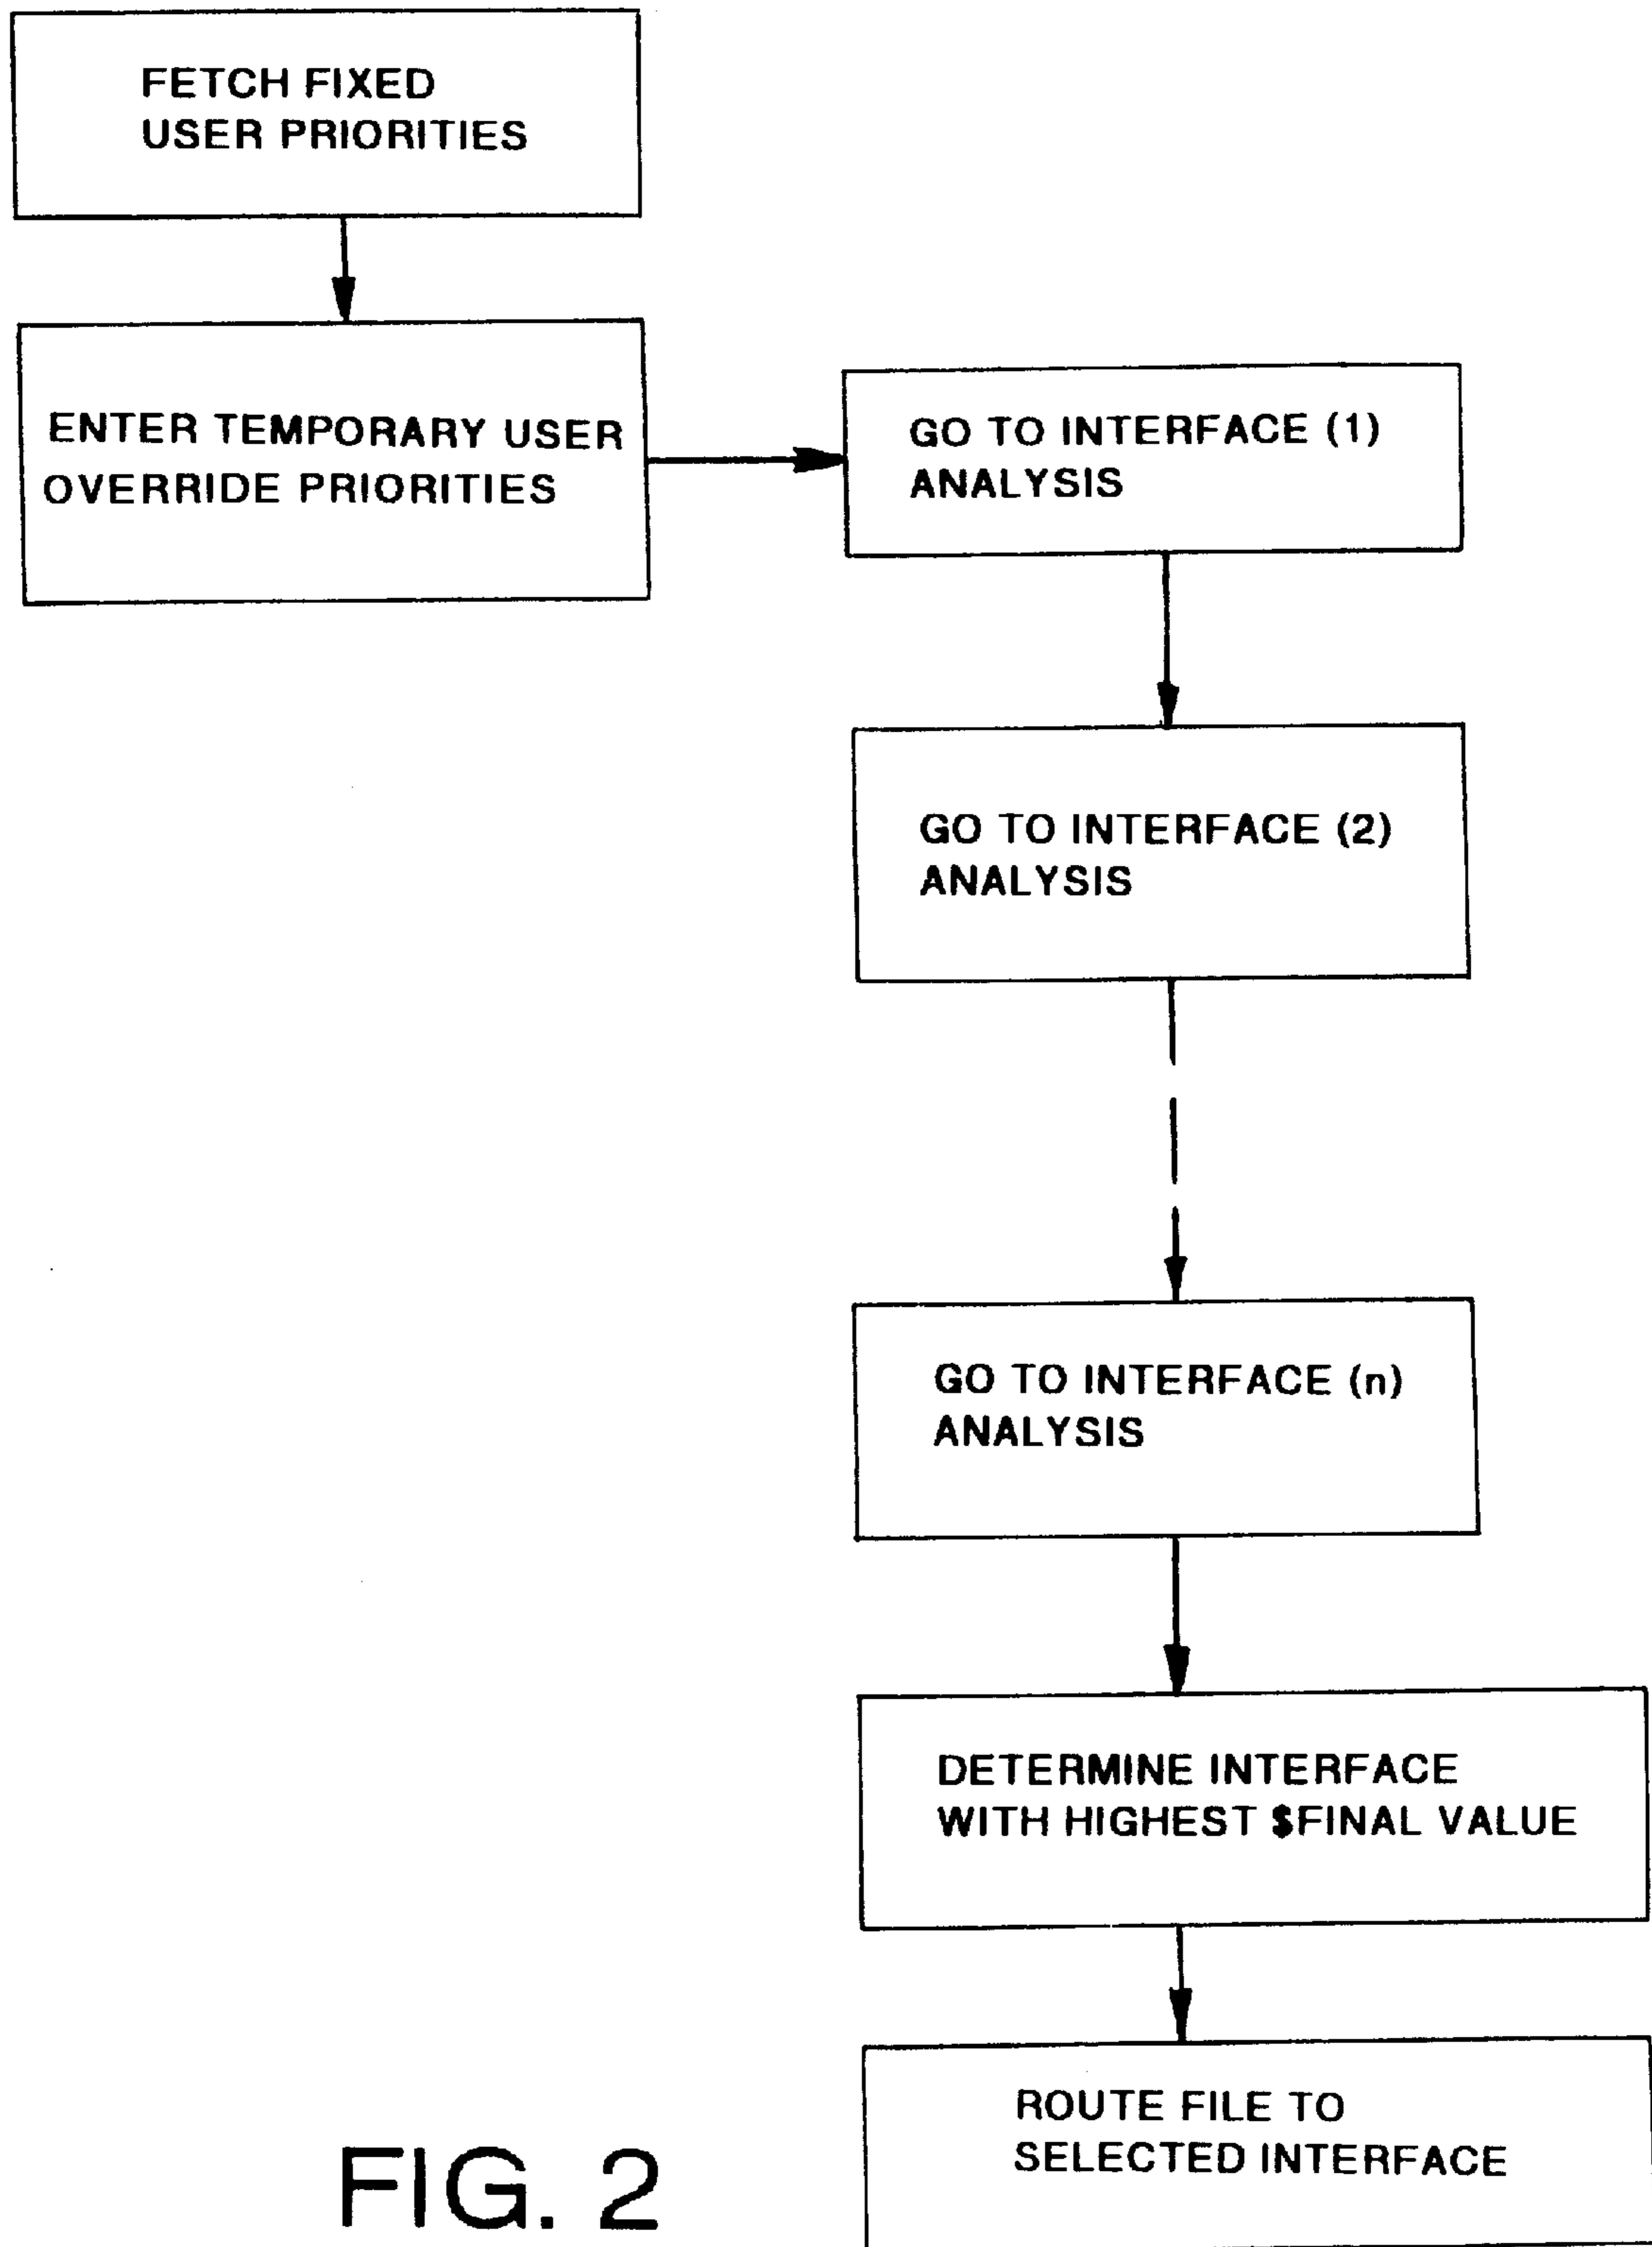 FETCH FIXED
USER PRIORITIES
ENTER TEMPORARY USER
OVERRIDE PRIORITIES
GO TO INTERFACE (1)
ANALYSIS
GO TO INTERFACE (2)
ANALYSIS
GO TO INTERFACE (n)
ANALYSIS
DETERMINE INTERFACE
WITH HIGHEST $FINAL VALUE
ROUTE FILE TO
SELECTED INTERFACE
FIG. 2